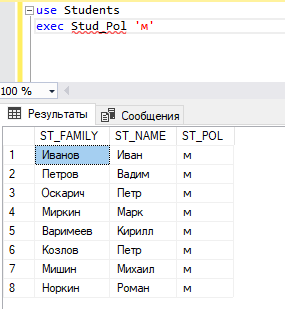 use Students
exec Stud_Pol 'м'
100 %
Результаты Сообщения
ST_FAMILY ST_NAME ST_POL
1 Иванов Иван м
2 Петров Вадим м
3 Оскарич Петр м
4 Миркин Марк м
5 Варимеев Кирилл м
6 Козлов Петр м
7 Мишин Михаил м
8 Норкин Роман м